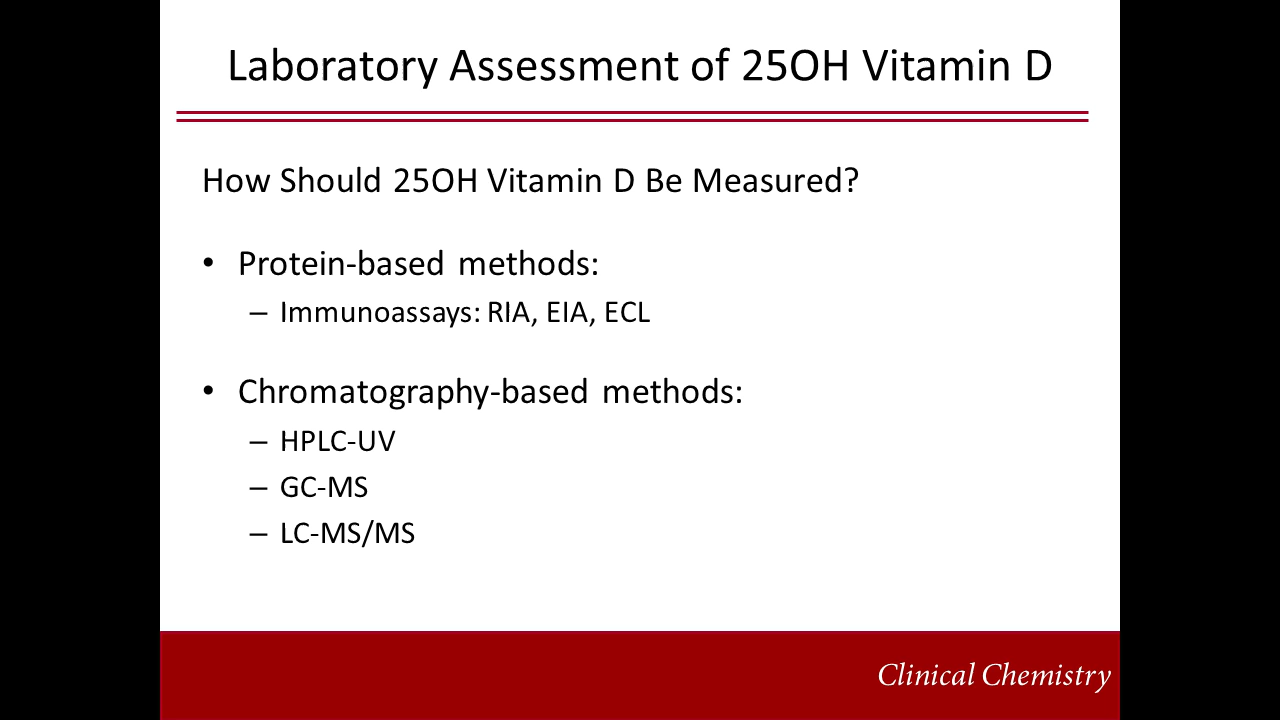 Laboratory Assessment of 25OH Vitamin D
How Should 25OH Vitamin D Be Measured?
• Protein-based methods:
– Immunoassays: RIA, EIA, ECL
• Chromatography-based methods:
– HPLC-UV
– GC-MS
– LC-MS/MS
Clinical Chemistry